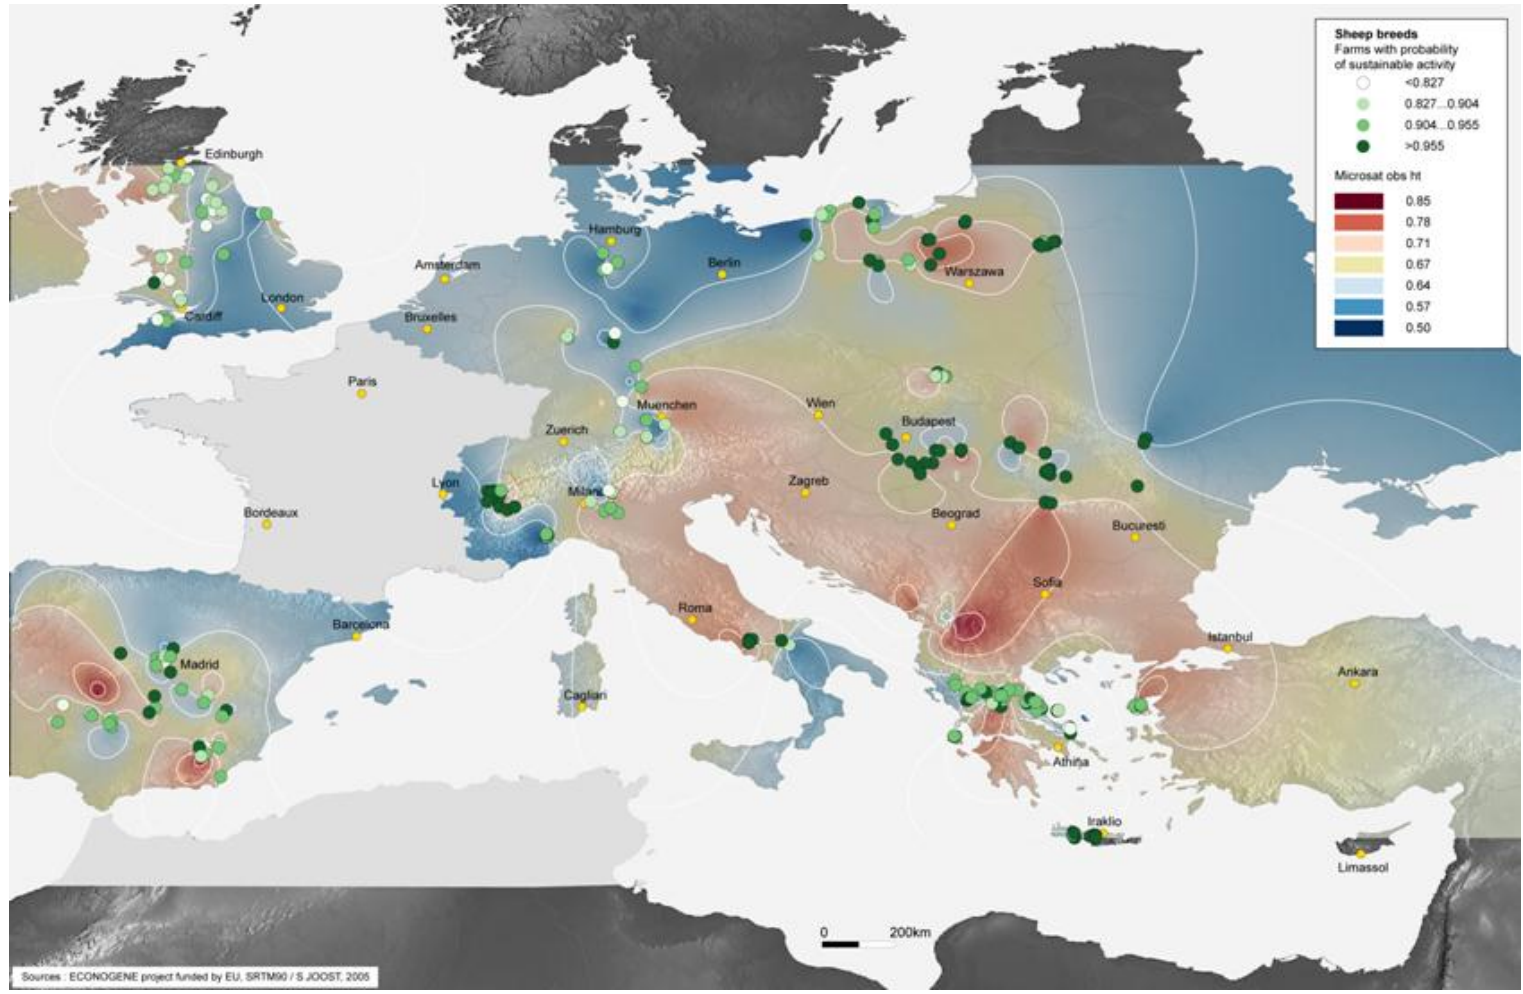 Sheep breeds
Farms with probability
of sustainable activity
<0.827
0.827...0.904
0.904...0.955
>0.955
Microsat obs ht
0.85
0.78
0.71
0.67
0.64
0.57
0.50
Edinburgh
Hamburg
Amsterdam
Berlin
Warszawa
London
Cardiff
Bruxelles
Paris
Muenchen
Wien
Budapest
Zuerich
Lyon
Milano
Zagreb
Bordeaux
Beograd
Bucuresti
Sofia
Roma
Barcelona
Istanbul
Madrid
Ankara
Cagliari
Athina
Iraklio
Limassol
0 200km
Sources : ECONOGENE project funded by EU, SRTM90 / S.JOOST, 2005